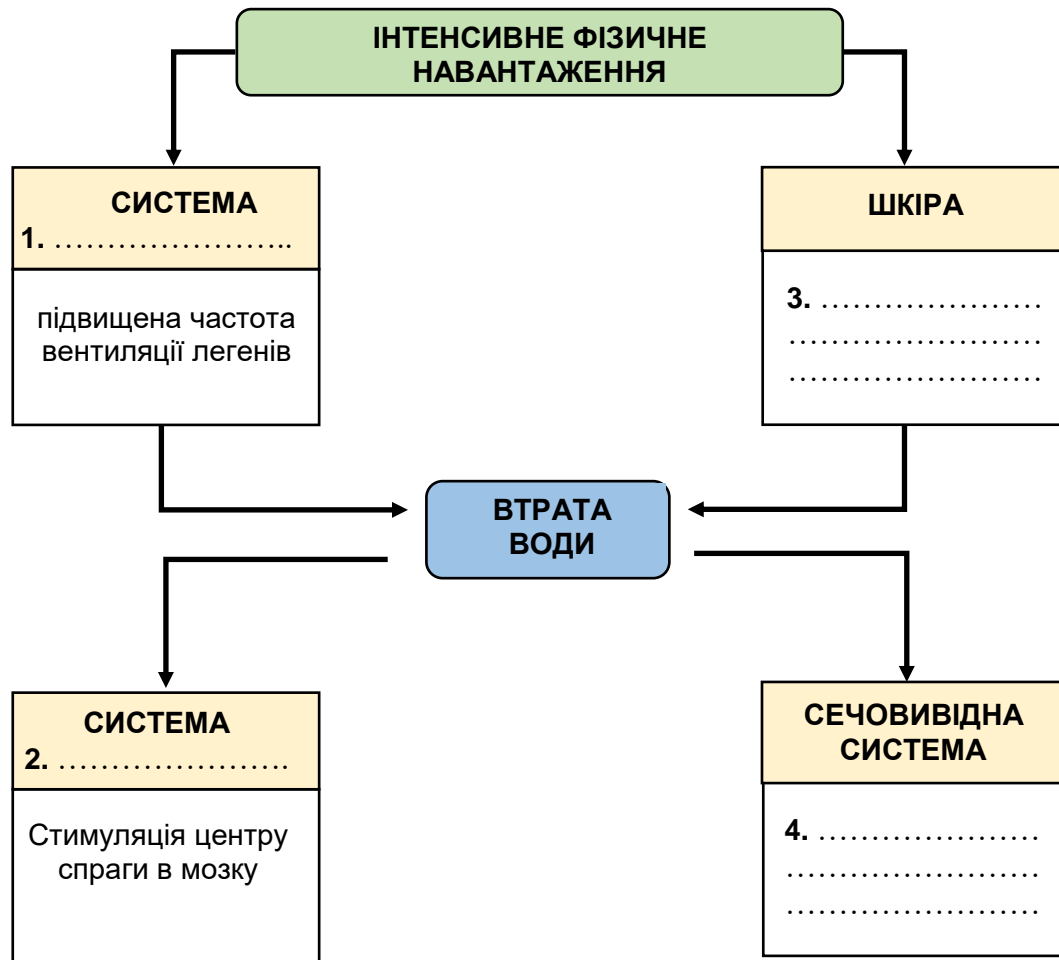 ІНТЕНСИВНЕ ФІЗИЧНЕ
НАВАНТАЖЕННЯ
СИСТЕМА
1. ……………………..
підвищена частота
вентиляції легенів
ШКІРА
3. …………………
……………………
……………………
ВТРАТА
ВОДИ
СИСТЕМА
2. ………………….
Стимуляція центру
спраги в мозку
СЕЧОВИВІДНА
СИСТЕМА
4. …………………
……………………
……………………